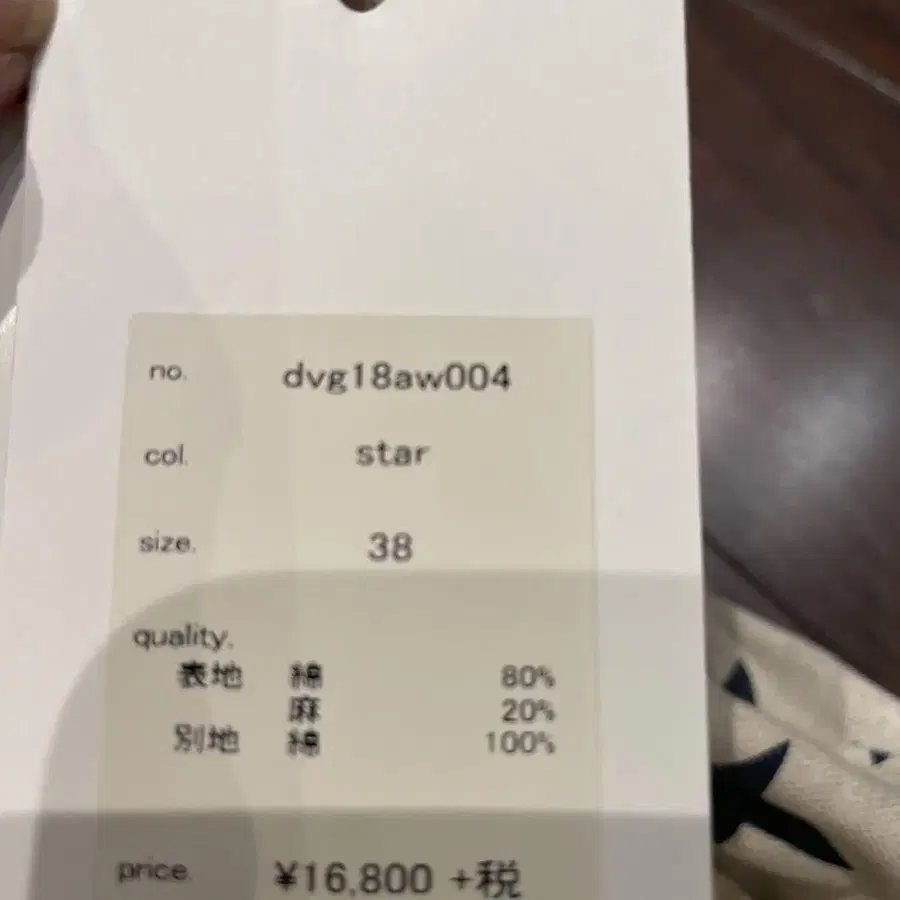 no. dvg18aw004
col. star
size. 38
quality.
表地 綿 80%
麻 20%
別地 綿 100%
price. ¥16,800 +税